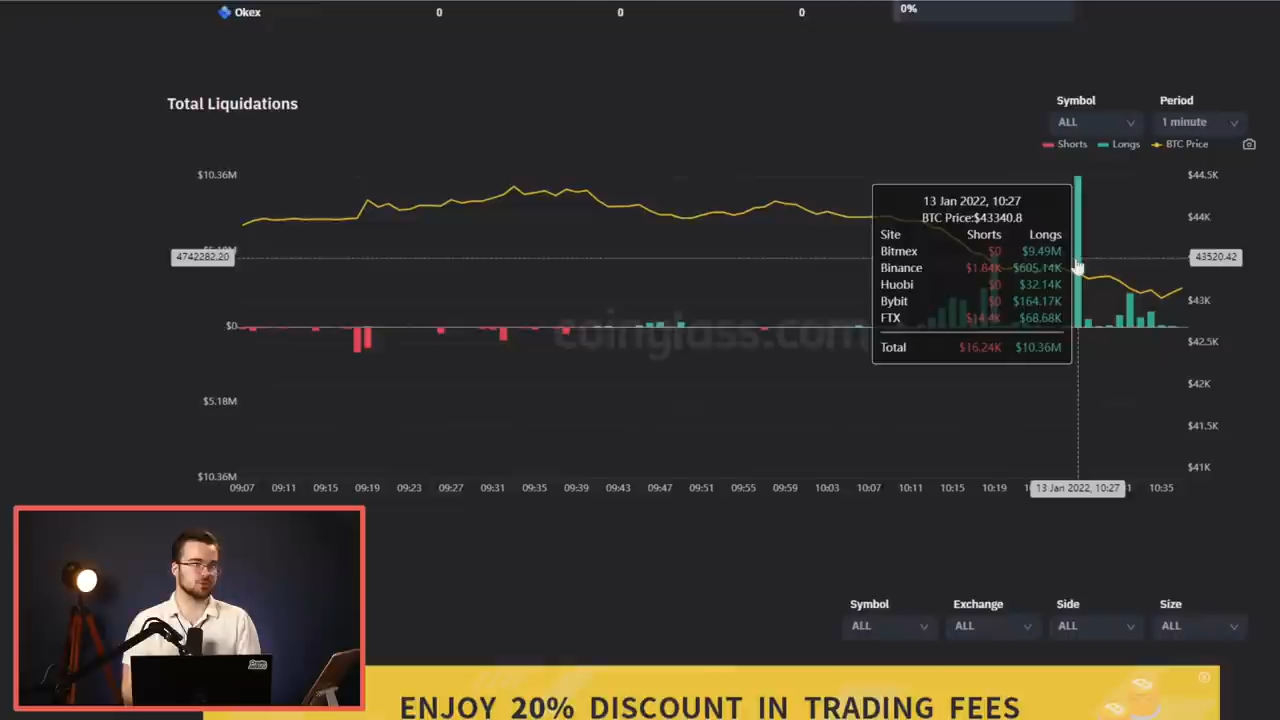 Okex 0 0 0 0%
Total Liquidations
Symbol Period
ALL 1 minute
Shorts Longs BTC Price
$10.36M $44.5K
13 Jan 2022, 10:27
BTC Price:$43340.8
$44K
Site Shorts Longs
Bitmex $0 $9.49M
4742282.20 43520.42
Binance $1.84K $605.14K
Huobi $0 $32.14K
Bybit $0 $164.17K
$43K
FTX $14.4K $68.68K
$0
coinglass.com
Total $16.24K $10.36M
$42.5K
$42K
$5.18M
$41.5K
$41K
$10.36M
09:07 09:11 09:15 09:19 09:23 09:27 09:31 09:35 09:39 09:43 09:47 09:51 09:55 09:59 10:03 10:07 10:11 10:15 10:19 13 Jan 2022, 10:27 10:35
Symbol Exchange Side Size
ALL ALL ALL ALL
ENJOY 20% DISCOUNT IN TRADING FEES